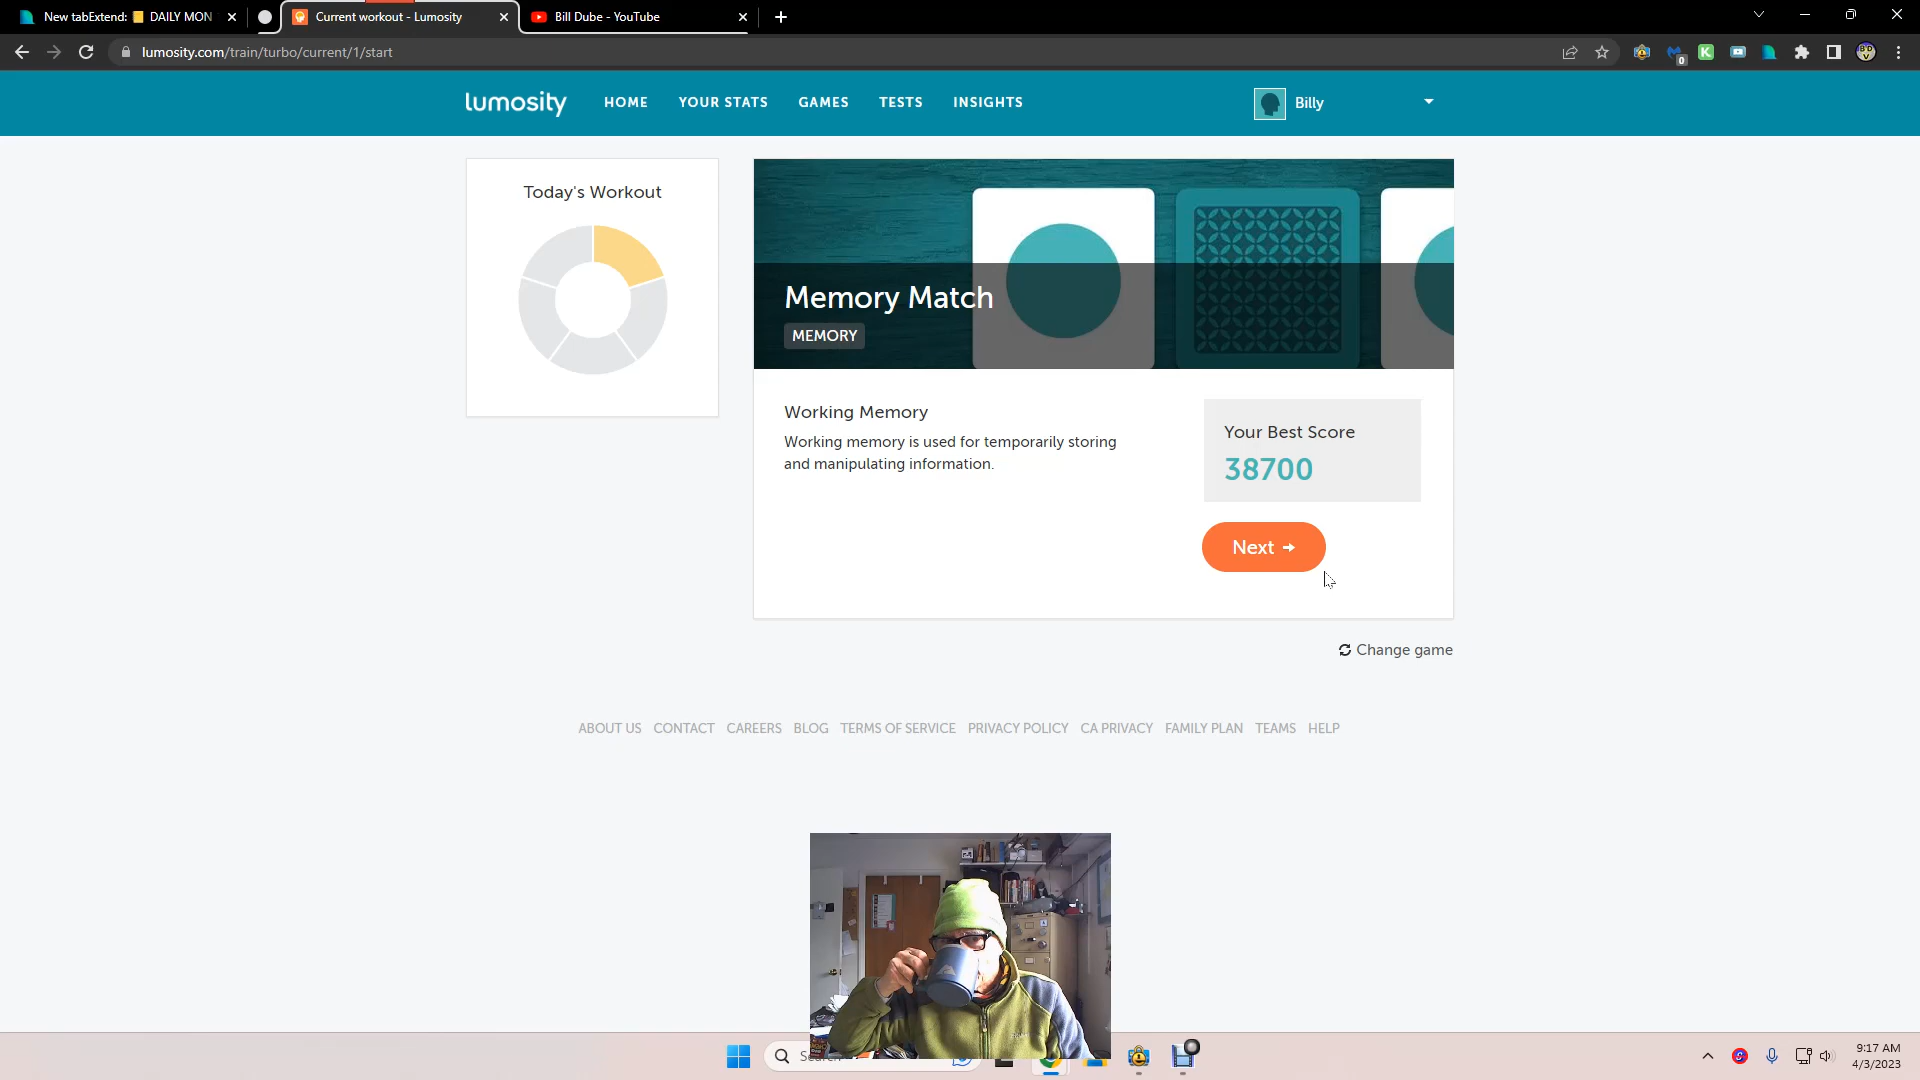 New tabExtend: DAILY MON
Current workout - Lumosity
Bill Dube - YouTube
lumosity.com/train/turbo/current/1/start
0
K
lumosity
HOME
YOUR STATS
GAMES
TESTS
INSIGHTS
Billy
Today's Workout
Memory Match
MEMORY
Working Memory
Working memory is used for temporarily storing
and manipulating information.
Your Best Score
38700
Next
Change game
ABOUT US CONTACT CAREERS BLOG TERMS OF SERVICE PRIVACY POLICY CA PRIVACY FAMILY PLAN TEAMS HELP
9:17 AM
4/3/2023